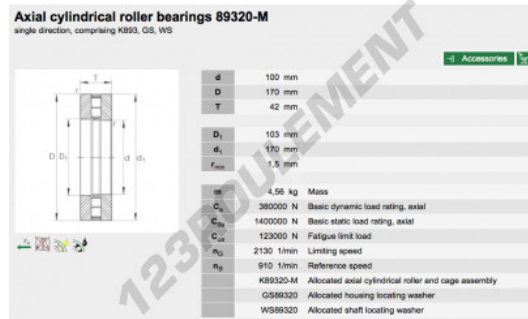 Axial cylindrical roller bearings 89320-M
single direction, comprising K893, GS, WS
Accessories
d 100 mm
D 170 mm
T 42 mm
D1 103 mm
d1 170 mm
rmin 1,5 mm
m 4,56 kg Mass
Ca 380000 N Basic dynamic load rating, axial
C0a 1400000 N Basic static load rating, axial
Cua 123000 N Fatigue limit load
nG 2130 1/min Limiting speed
nB 910 1/min Reference speed
K89320-M Allocated axial cylindrical roller and cage assembly
GS89320 Allocated housing locating washer
WS89320 Allocated shaft locating washer
T
r
r
D D1 d d1
123ROULEMENT